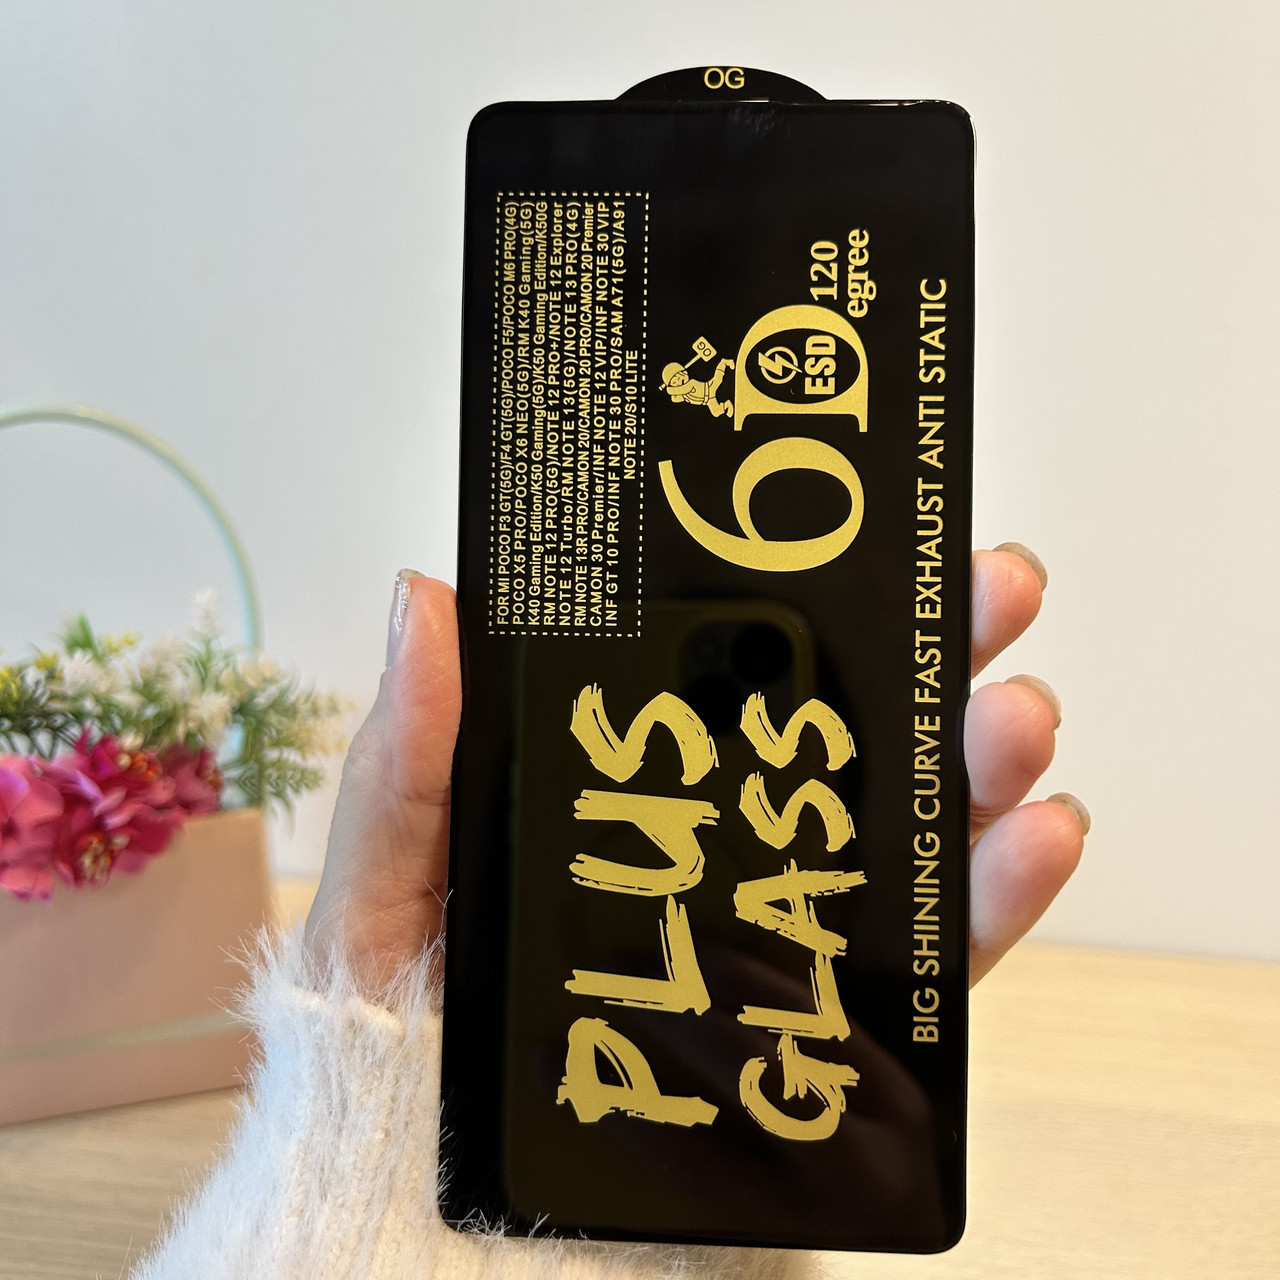 OG
FOR MI POCO F3 GT(5G)/F4 GT(5G)/POCO F5/POCO M6 PRO(4G)
POCO X5 PRO/POCO X6 NEO(5G)/RM K40 Gaming(5G)
K40 Gaming Edition/K50 Gaming(5G)/K50 Gaming Edition/K50G
RM NOTE 12 PRO(5G)/NOTE 12 PRO+/NOTE 12 Explorer
NOTE 12 Turbo/RM NOTE 13(5G)/NOTE 13 PRO(4G)
RM NOTE 13R PRO/CAMON 20/CAMON 20 PRO/CAMON 20 Premier
CAMON 30 Premier/INF NOTE 12 VIP/INF NOTE 30 VIP
INF GT 10 PRO/INF NOTE 30 PRO/SAM A71(5G)/A91
NOTE 20/S10 LITE
PLUS
GLASS
6D
OG
ESD
120
egree
BIG SHINING CURVE FAST EXHAUST ANTI STATIC